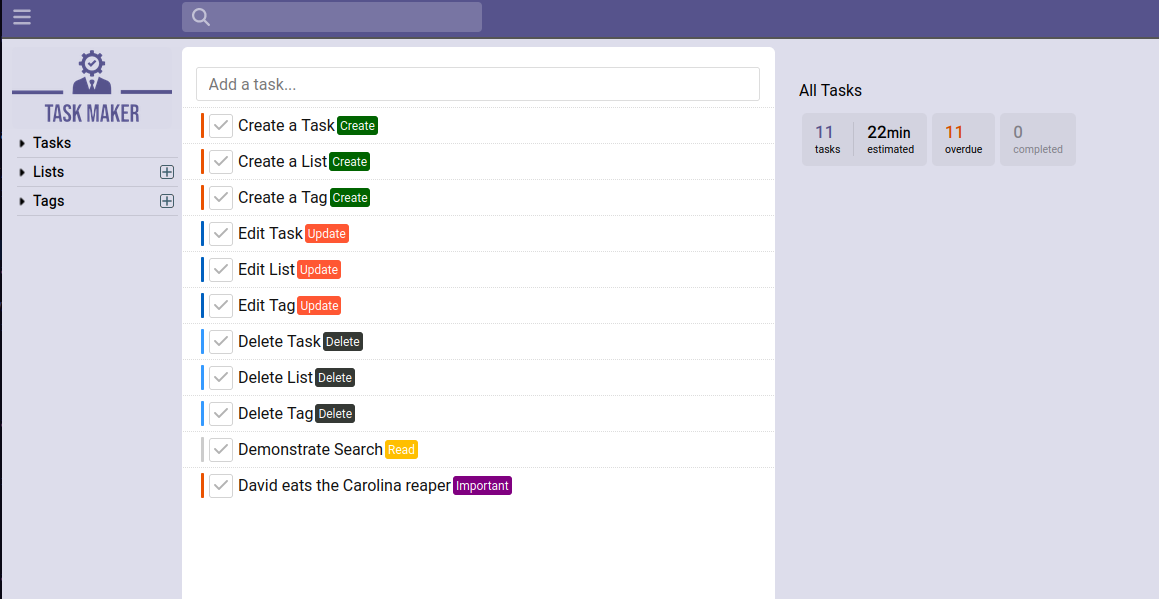 TASK MAKER
Tasks
Lists
Tags
Add a task...
Create a Task Create
Create a List Create
Create a Tag Create
Edit Task Update
Edit List Update
Edit Tag Update
Delete Task Delete
Delete List Delete
Delete Tag Delete
Demonstrate Search Read
David eats the Carolina reaper Important
All Tasks
11 22min 11 0
tasks estimated overdue completed